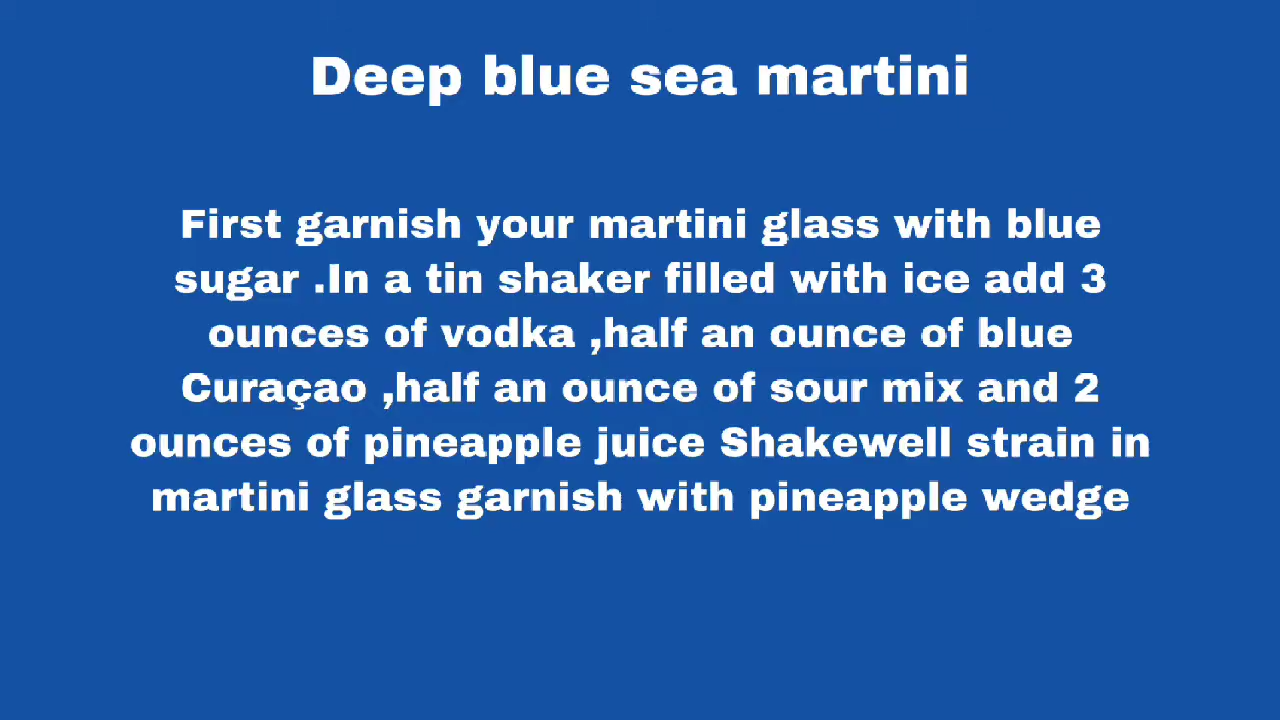 Deep blue sea martini
First garnish your martini glass with blue
sugar .In a tin shaker filled with ice add 3
ounces of vodka ,half an ounce of blue
Curaçao ,half an ounce of sour mix and 2
ounces of pineapple juice Shakewell strain in
martini glass garnish with pineapple wedge